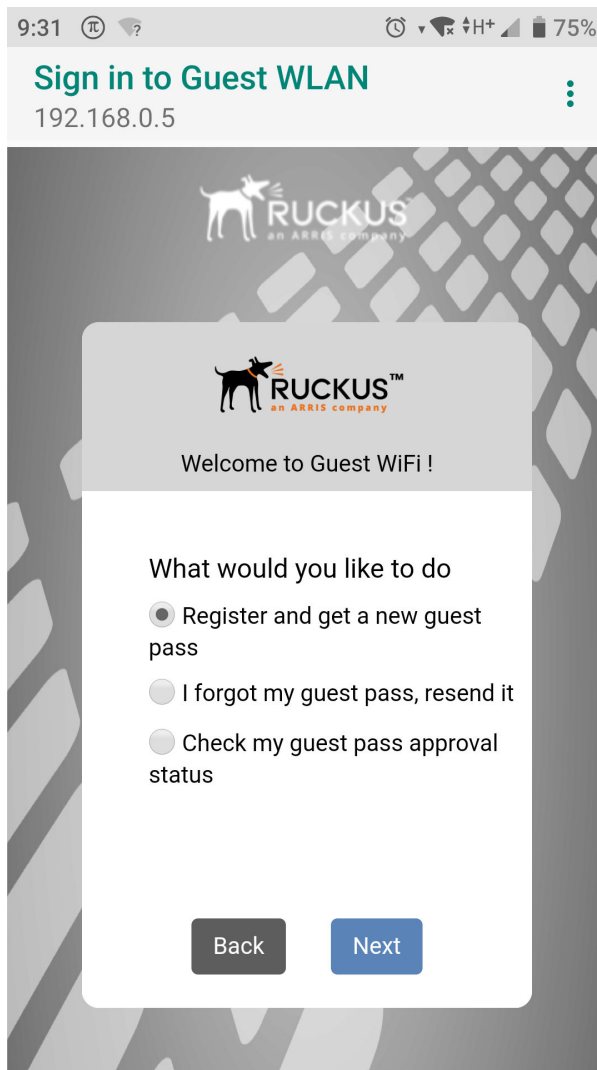 9:31 ? H+ 75%
Sign in to Guest WLAN
192.168.0.5
RUCKUS
an ARRIS company
RUCKUS™
an ARRIS company
Welcome to Guest WiFi !
What would you like to do
Register and get a new guest
pass
I forgot my guest pass, resend it
Check my guest pass approval
status
Back Next